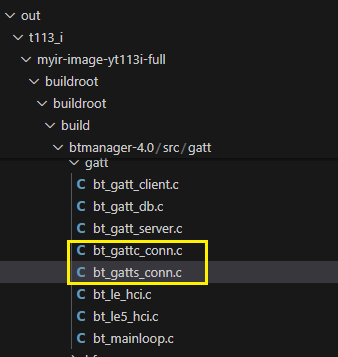 out
t113_i
myir-image-yt113i-full
buildroot
buildroot
build
btmanager-4.0/src/gatt
gatt
C bt_gatt_client.c
C bt_gatt_db.c
C bt_gatt_server.c
C bt_gattc_conn.c
C bt_gatts_conn.c
C bt_le_hci.c
C bt_le5_hci.c
C bt_mainloop.c